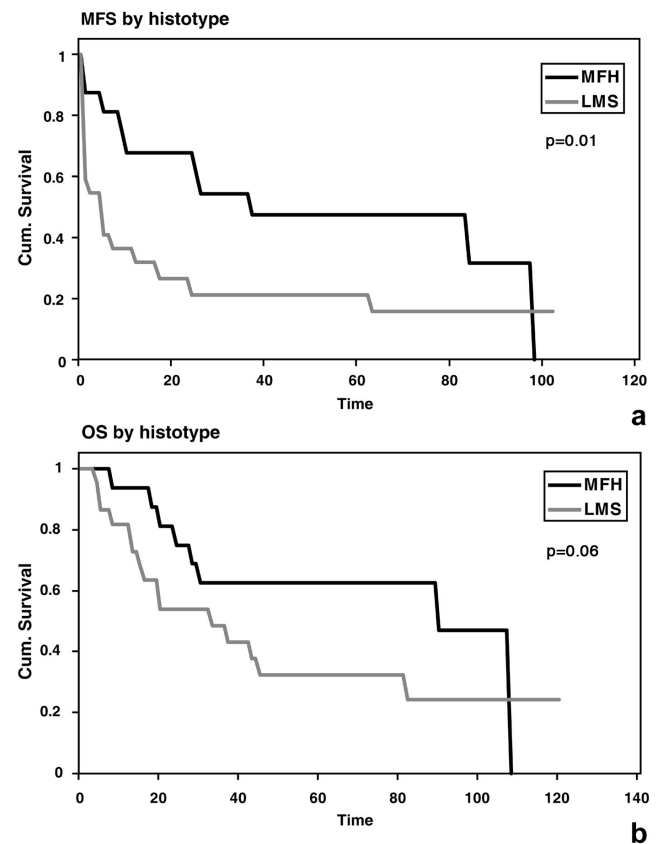 MFS by histotype
1
0.8
0.6
0.4
0.2
0
Cum. Survival
MFH
LMS
p=0.01
0 20 40 60 80 100 120
Time
a
OS by histotype
1
0.8
0.6
0.4
0.2
0
Cum. Survival
MFH
LMS
p=0.06
0 20 40 60 80 100 120 140
Time
b